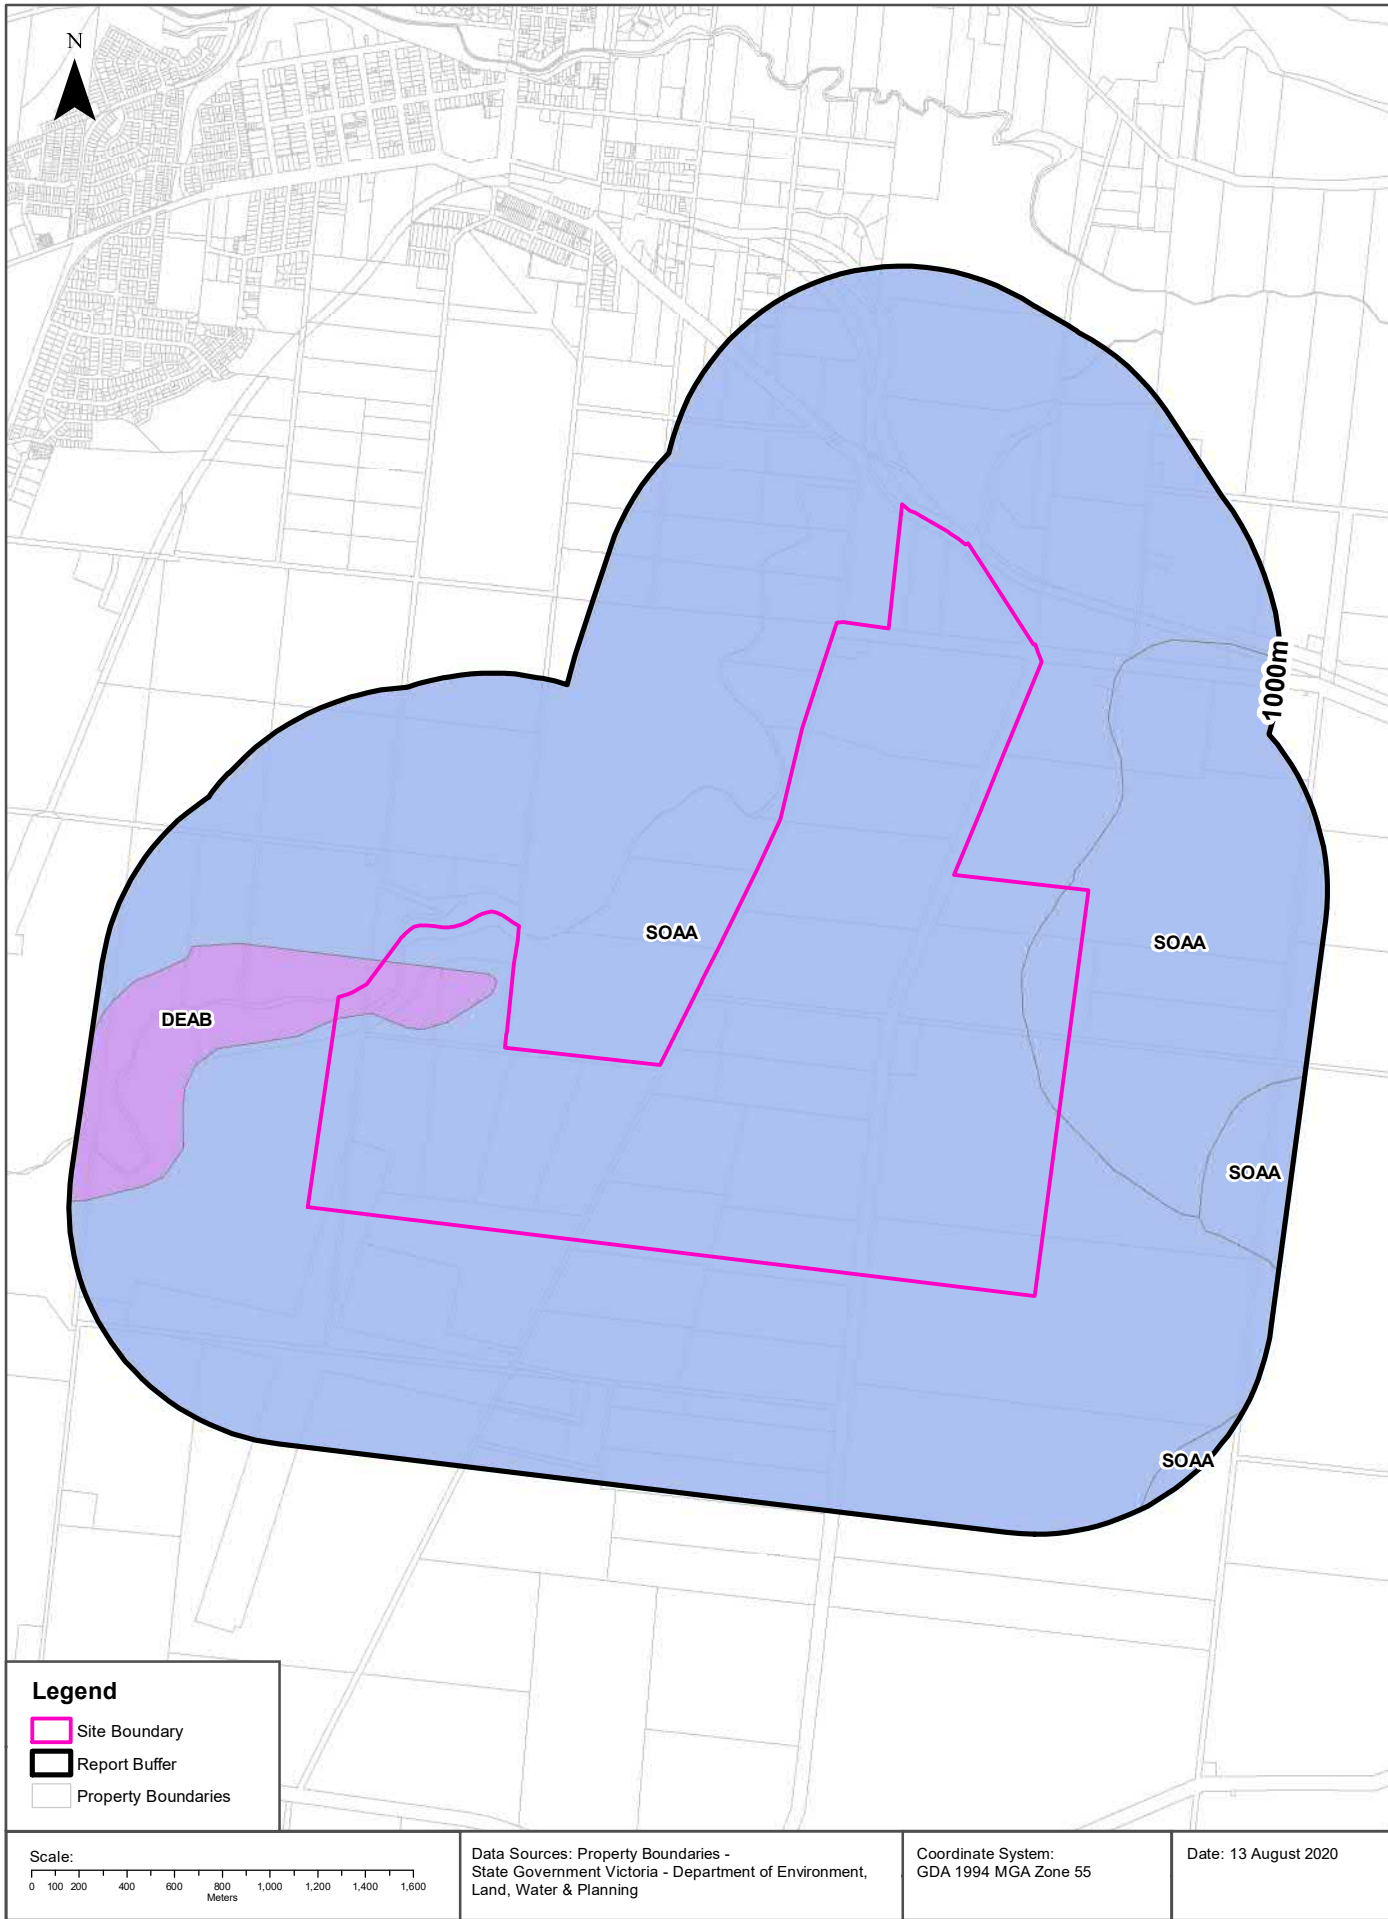 N
1000m
SOAA
SOAA
DEAB
SOAA
SOAA
Legend
Site Boundary
Report Buffer
Property Boundaries
Scale:
0 100 200 400 600 800 1,000 1,200 1,400 1,600
Meters
Data Sources: Property Boundaries -
State Government Victoria - Department of Environment,
Land, Water & Planning
Coordinate System:
GDA 1994 MGA Zone 55
Date: 13 August 2020